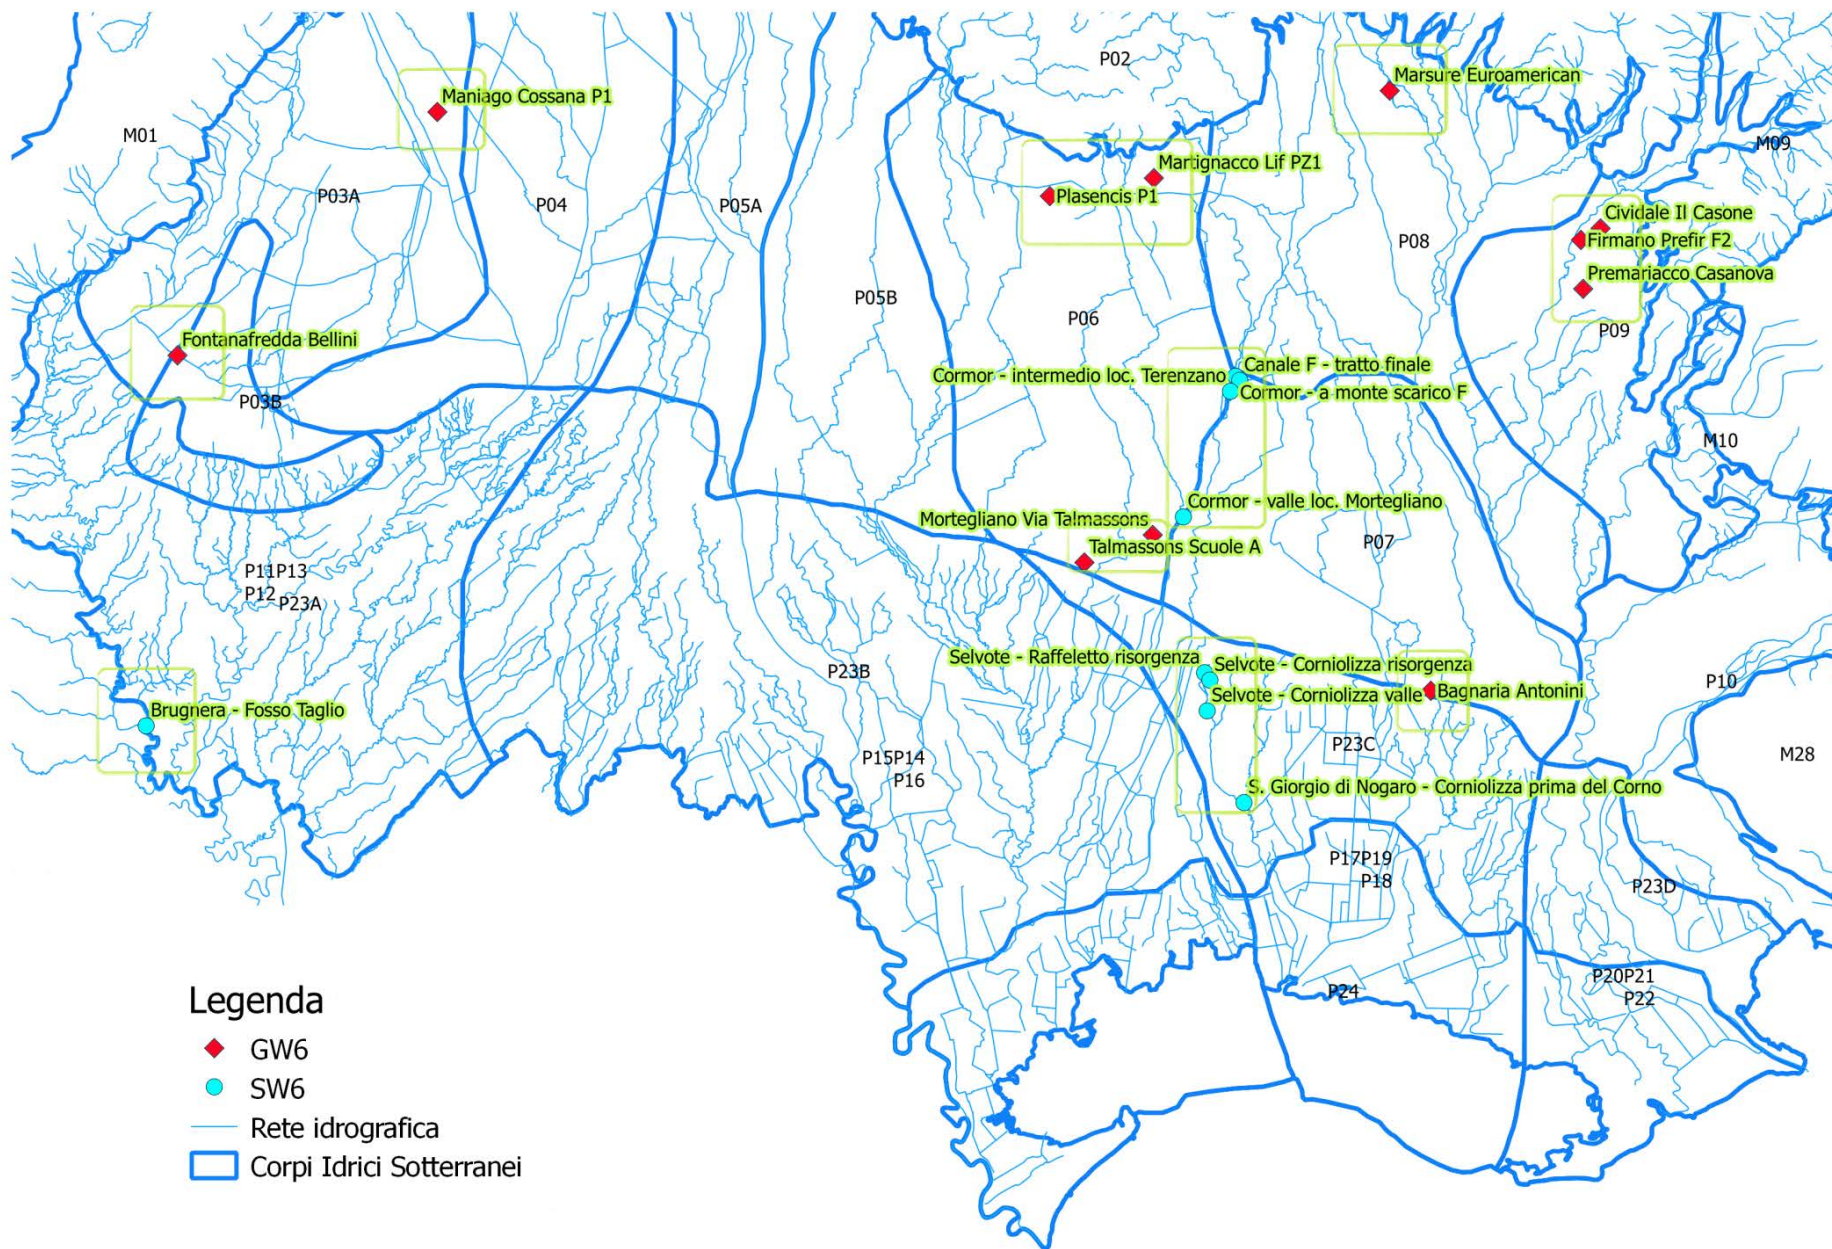 P02
Marsure Euroamerican
Maniago Cossana P1
M01
M09
Martignacco Lif PZ1
P03A
P04
P05A
Plasencis P1
Cividale Il Casone
P08
Firmano Prefir F2
Premariacco Casanova
P05B
P06
P09
Fontanafredda Bellini
Canale F - tratto finale
Cormor - intermedio loc. Terenzano
Cormor - a monte scarico F
P03B
M10
Cormor - valle loc. Mortegliano
Mortegliano Via Talmassons
P07
Talmassons Scuole A
P11P13
P12
P23A
Selvote - Raffeletto risorgenza
Selvote - Corniolizza risorgenza
P23B
P10
Selvote - Corniolizza valle
Bagnaria Antonini
Brugnera - Fosso Taglio
P23C
P15P14
P16
M28
S. Giorgio di Nogaro - Corniolizza prima del Corno
P17P19
P18
P23D
P20P21
P22
P24
Legenda
GW6
SW6
Rete idrografica
Corpi Idrici Sotterranei